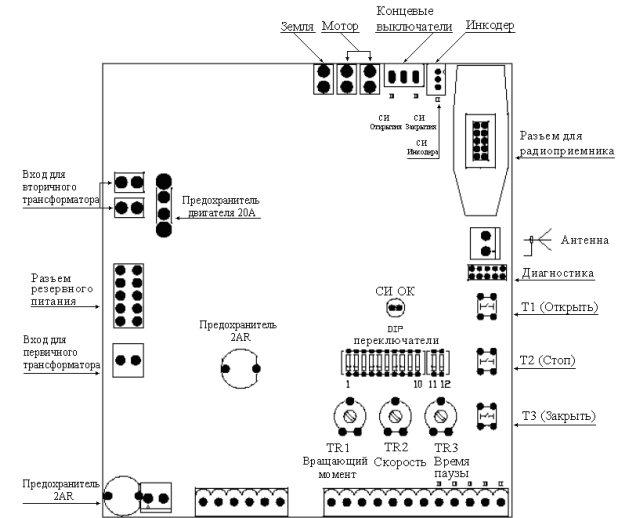 Концевые
Земля Мотор выключатели Инкодер
СИ
Открытия
СИ
Закрытия
СИ
Инкодера
Разъем для
радиоприемника
Вход для
вторичного
трансформатора
Предохранитель
двигателя 20А
Антенна
Диагностика
Разъем
резервного
питания
СИ ОК
T1 (Открыть)
DIP
переключатели
Предохранитель
2AR
Вход для
первичного
трансформатора
T2 (Стоп)
1 10 11 12
T3 (Закрыть)
TR1
Вращающий
момент
TR2
Скорость
TR3
Время
паузы
Предохранитель
2AR